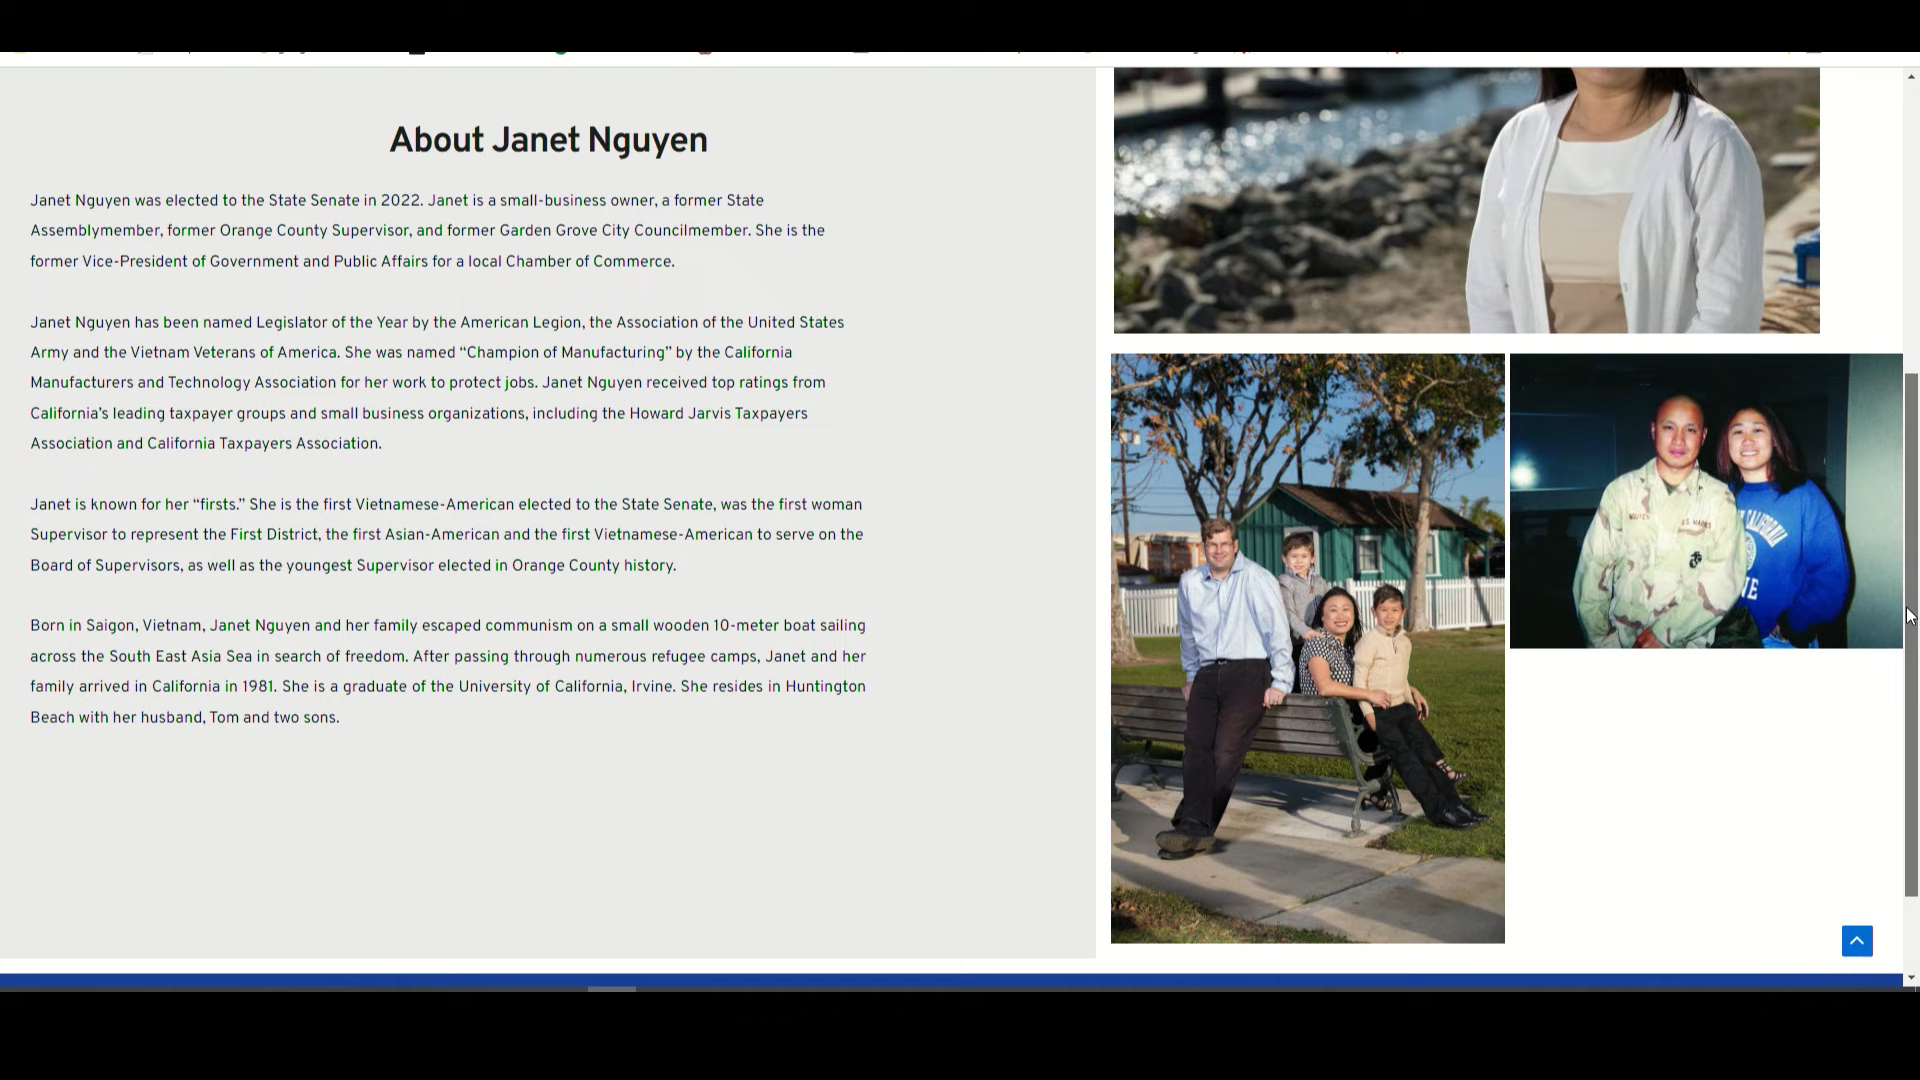 About Janet Nguyen
Janet Nguyen was elected to the State Senate in 2022. Janet is a small-business owner, a former State
Assemblymember, former Orange County Supervisor, and former Garden Grove City Councilmember. She is the
former Vice-President of Government and Public Affairs for a local Chamber of Commerce.
Janet Nguyen has been named Legislator of the Year by the American Legion, the Association of the United States
Army and the Vietnam Veterans of America. She was named “Champion of Manufacturing” by the California
Manufacturers and Technology Association for her work to protect jobs. Janet Nguyen received top ratings from
California’s leading taxpayer groups and small business organizations, including the Howard Jarvis Taxpayers
Association and California Taxpayers Association.
Janet is known for her “firsts.” She is the first Vietnamese-American elected to the State Senate, was the first woman
Supervisor to represent the First District, the first Asian-American and the first Vietnamese-American to serve on the
Board of Supervisors, as well as the youngest Supervisor elected in Orange County history.
Born in Saigon, Vietnam, Janet Nguyen and her family escaped communism on a small wooden 10-meter boat sailing
across the South East Asia Sea in search of freedom. After passing through numerous refugee camps, Janet and her
family arrived in California in 1981. She is a graduate of the University of California, Irvine. She resides in Huntington
Beach with her husband, Tom and two sons.
NGUYEN
CALIFORNIA